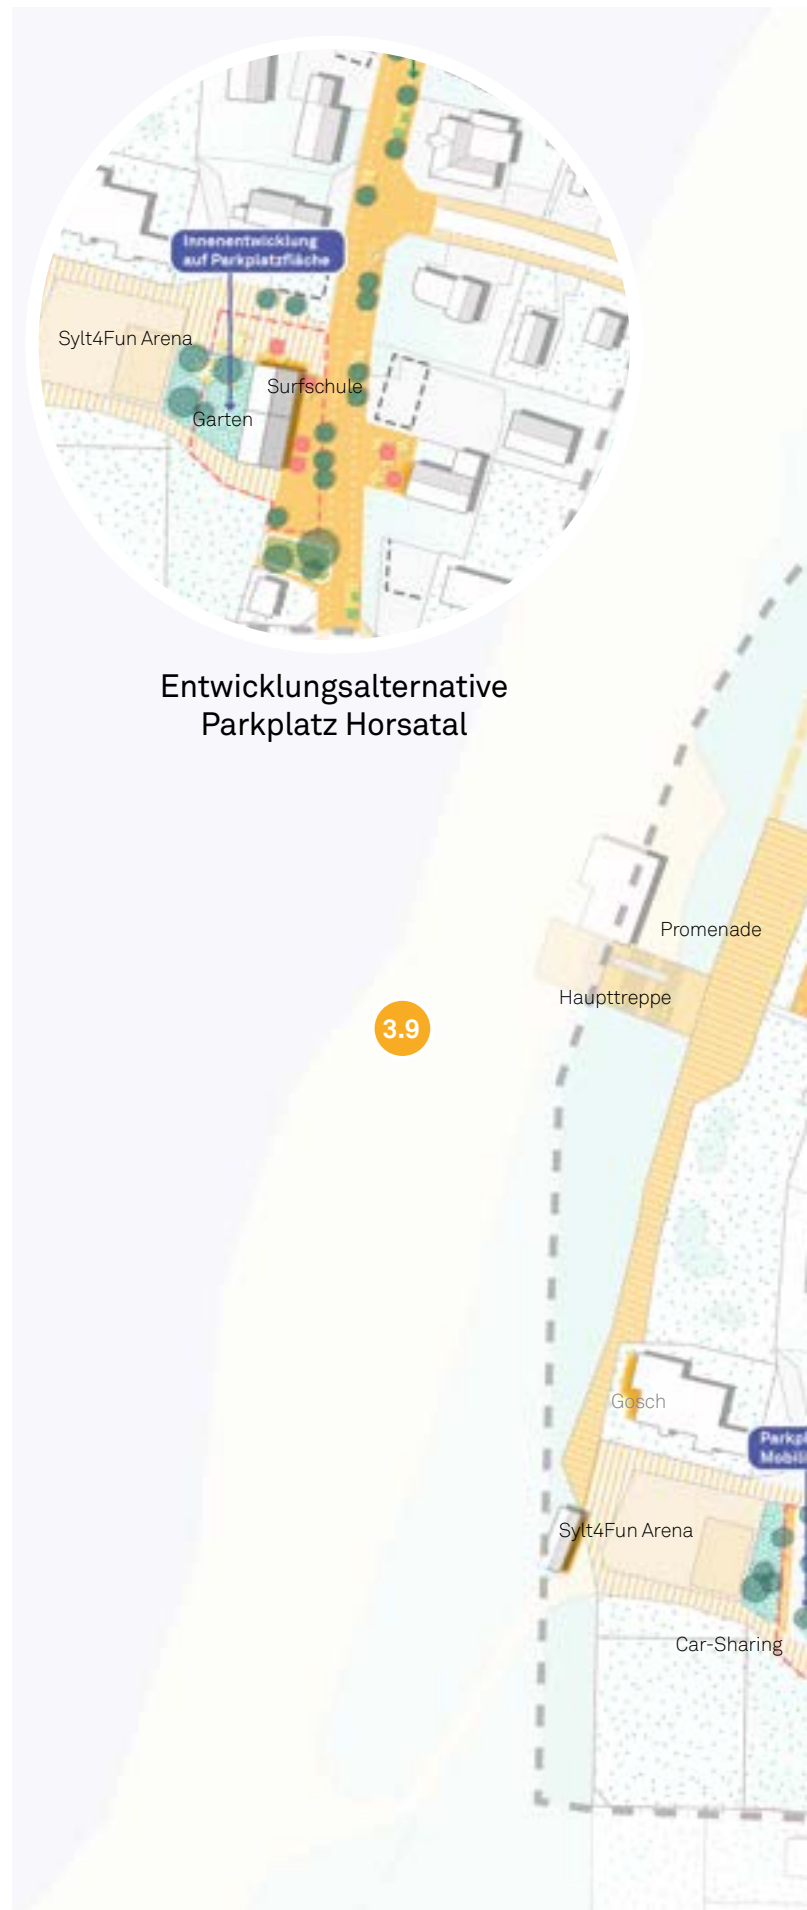 Innenentwicklung
auf Parkplatzfläche
Sylt4Fun Arena
Surfschule
Garten
Entwicklungsalternative
Parkplatz Horsatal
Promenade
Haupttreppe
3.9
Gosch
Sylt4Fun Arena
Car-Sharing